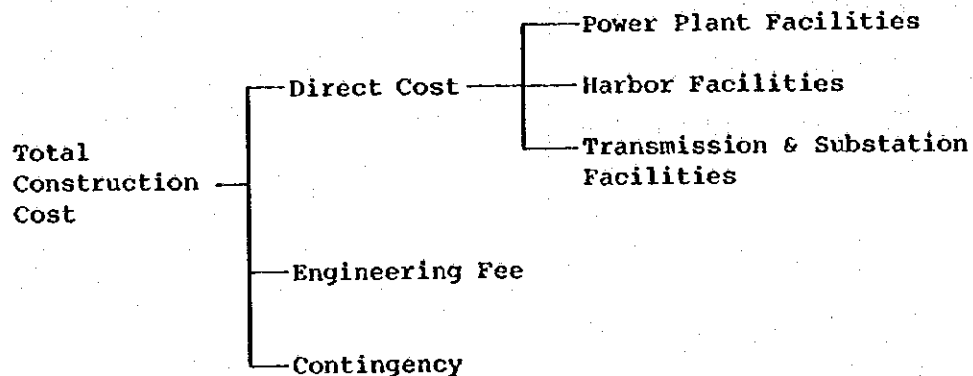 Power Plant Facilities
Direct Cost
Harbor Facilities
Total
Construction
Cost
Transmission & Substation
Facilities
Engineering Fee
Contingency